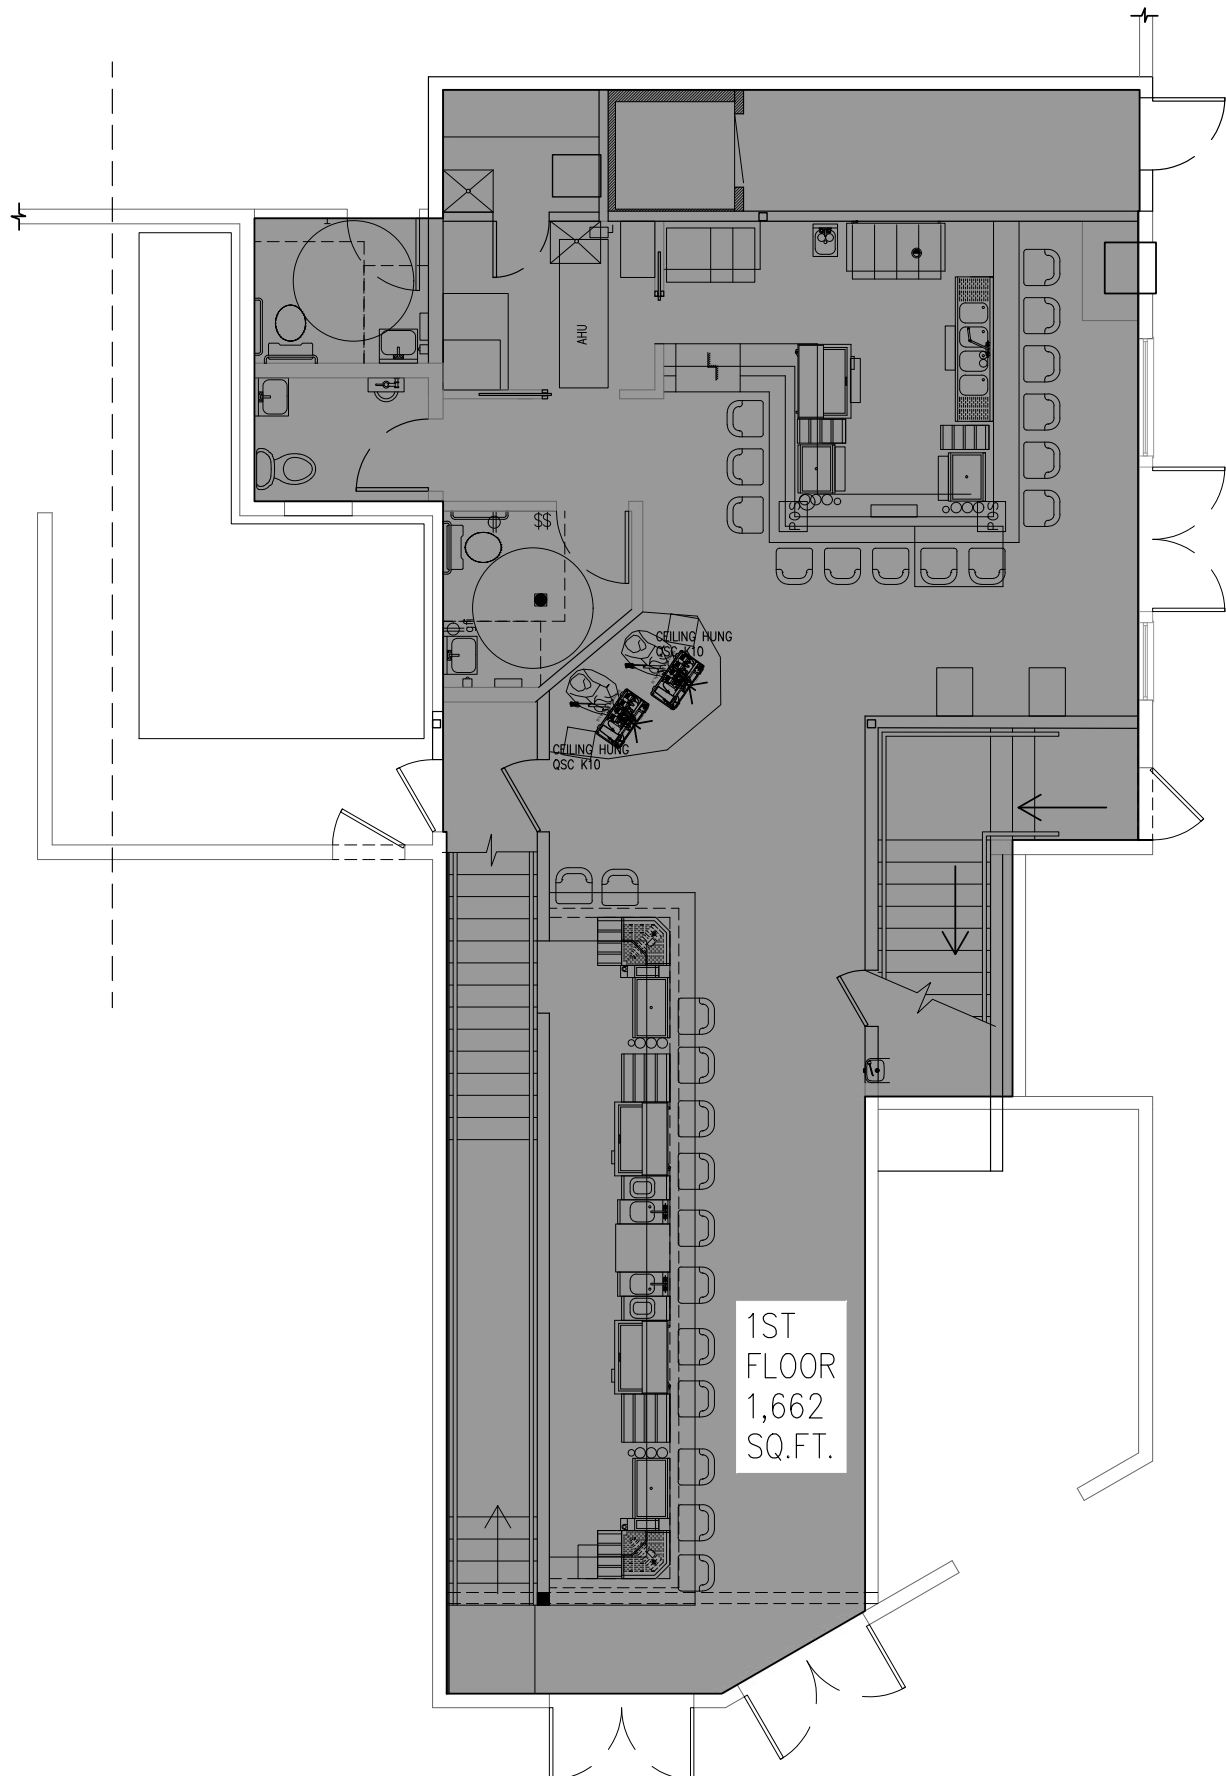 AHU
POS
POS
$$
CEILING HUNG
QSC K10
CEILING HUNG
QSC K10
1ST
FLOOR
1,662
SQ.FT.